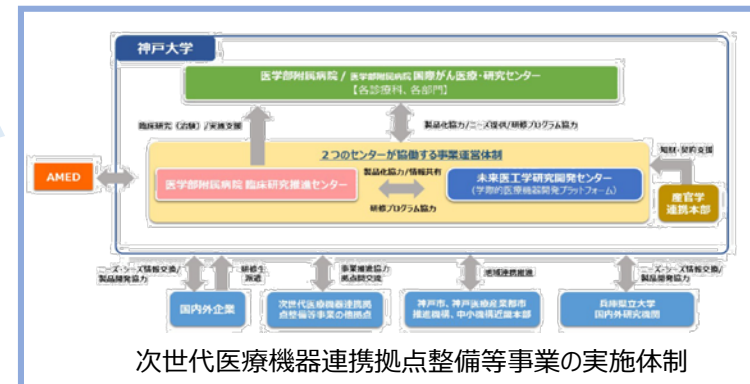 神戸大学
医学部附属病院 / 医学部附属病院 国際がん医療・研究センター
【各診療科、各部門】
臨床研究(治験)/実施支援
製品化協力/ニーズ提供/研修プログラム協力
2つのセンターが協働する事業運営体制
知財・契約支援
AMED
医学部附属病院 臨床研究推進センター
製品化協力/情報共有
研修プログラム協力
未来医工学研究開発センター
(学際的医療機器開発プラットフォーム)
産官学
連携本部
ニーズ・シーズ情報交換/
製品開発協力
研修生
派遣
事業推進協力
拠点間交流
地域連携推進
ニーズ・シーズ情報交換/
製品開発協力
国内外企業
次世代医療機器連携拠
点整備等事業の他拠点
神戸市、神戸医療産業都市
推進機構、中小機構近畿本部
兵庫県立大学
国内外研究機関
次世代医療機器連携拠点整備等事業の実施体制